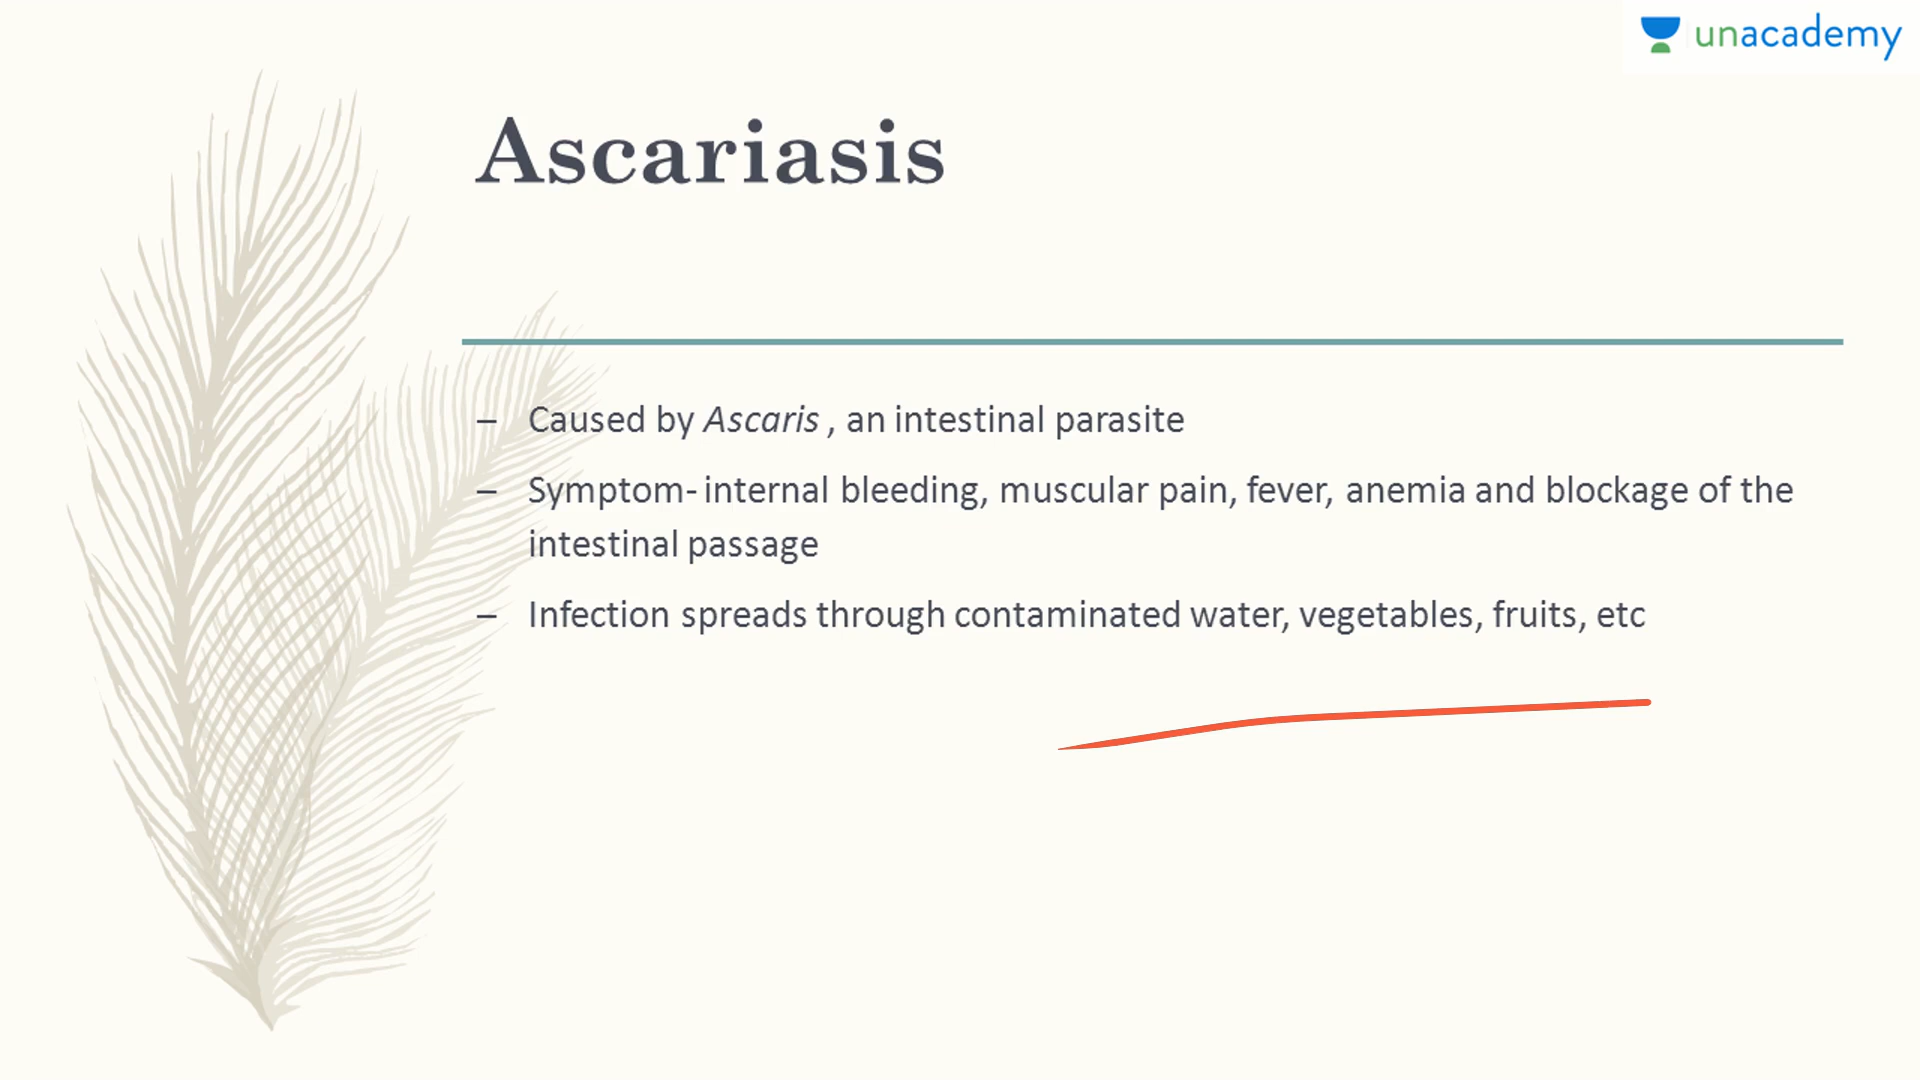 unacademy
Ascariasis
– Caused by Ascaris , an intestinal parasite
– Symptom- internal bleeding, muscular pain, fever, anemia and blockage of the
intestinal passage
– Infection spreads through contaminated water, vegetables, fruits, etc